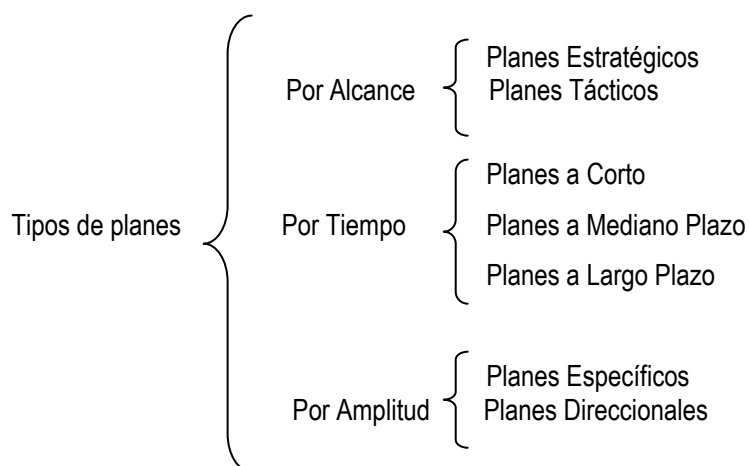 Planes Estratégicos
Por Alcance
Planes Tácticos
Planes a Corto
Tipos de planes
Por Tiempo
Planes a Mediano Plazo
Planes a Largo Plazo
Planes Específicos
Por Amplitud
Planes Direccionales